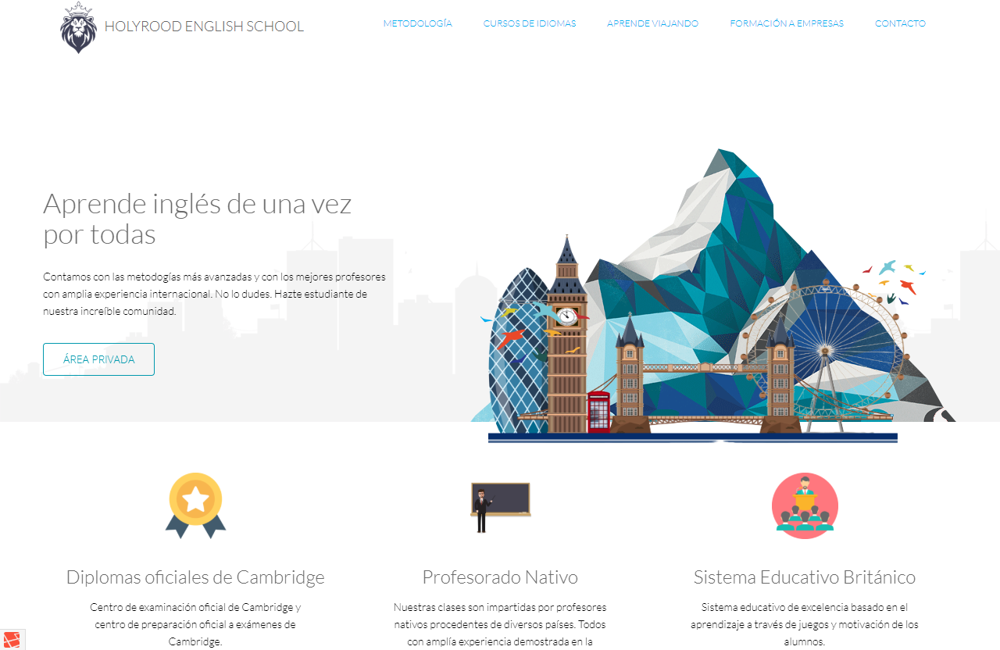 HOLYROOD ENGLISH SCHOOL
METODOLOGÍA
CURSOS DE IDIOMAS
APRENDE VIAJANDO
FORMACIÓN A EMPRESAS
CONTACTO
Aprende inglés de una vez
por todas
Contamos con las metodogías más avanzadas y con los mejores profesores
con amplia experiencia internacional. No lo dudes. Hazte estudiante de
nuestra increíble comunidad.
ÁREA PRIVADA
Diplomas oficiales de Cambridge
Centro de examinación oficial de Cambridge y
centro de preparación oficial a exámenes de
Cambridge.
Profesorado Nativo
Nuestras clases son impartidas por profesores
nativos procedentes de diversos países. Todos
con amplía experiencia demostrada en la
Sistema Educativo Británico
Sistema educativo de excelencia basado en el
aprendizaje a través de juegos y motivación de los
alumnos.